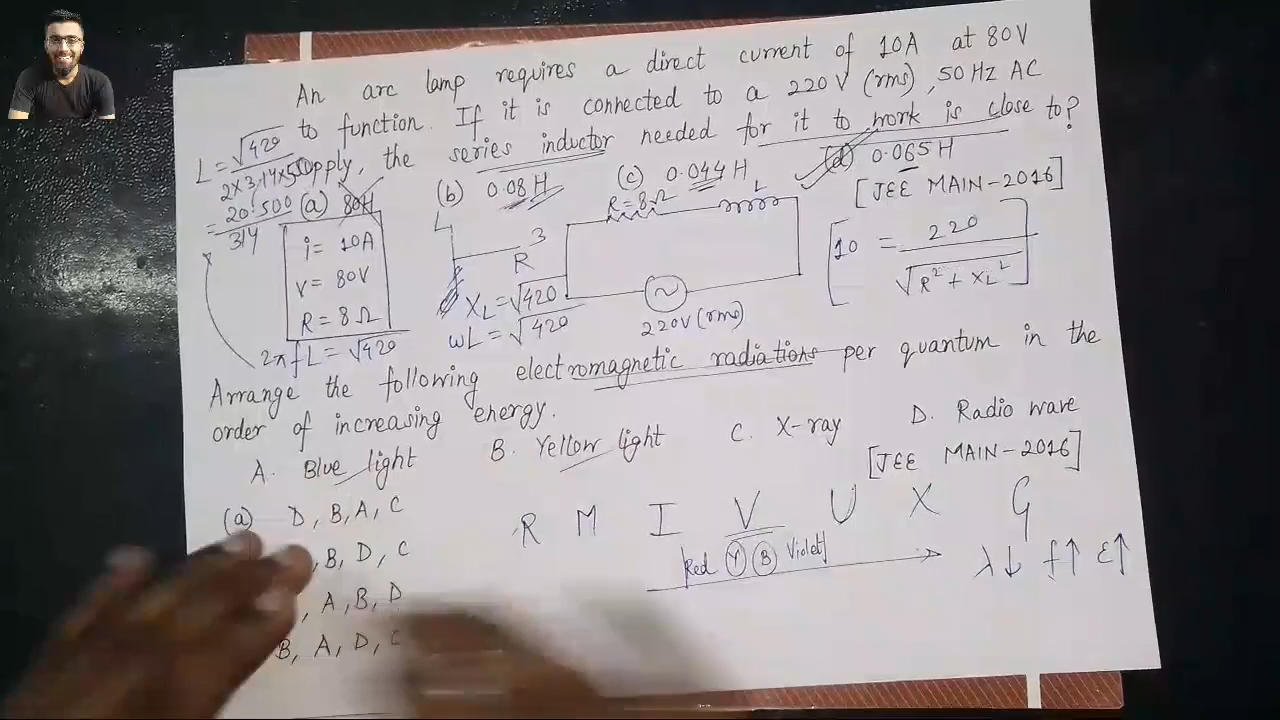 An arc lamp requires a direct current of 10A at 80V
to function. If it is connected to a 220V (rms), 50 Hz AC
supply, the series inductor needed for it to work is close to?
(a) 80H (b) 0.08 H (c) 0.044 H (d) 0.065 H
[JEE MAIN-2016]
L = √420
2×3.14×50
= 20.500
314
i = 10A
V = 80V
R = 8 Ω
2πfL = √420
L
3
R
XL = √420
ωL = √420
R = 8Ω L
220V (rms)
10 = 220
√R² + XL²
Arrange the following electromagnetic radiations per quantum in the
order of increasing energy.
A. Blue light B. Yellow light C. X-ray D. Radio wave
[JEE MAIN-2016]
(a) D, B, A, C
, B, D, C
, A, B, D
B, A, D, C
R M I V U X G
Red Y B Violet
λ↓ f↑ ε↑